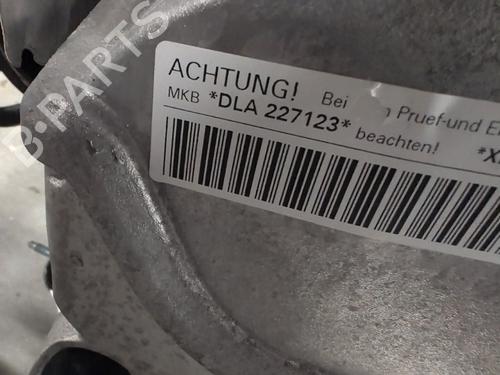 ACHTUNG! Bei Pruef-und
MKB *DLA 227123* beachten!
B-PARTS